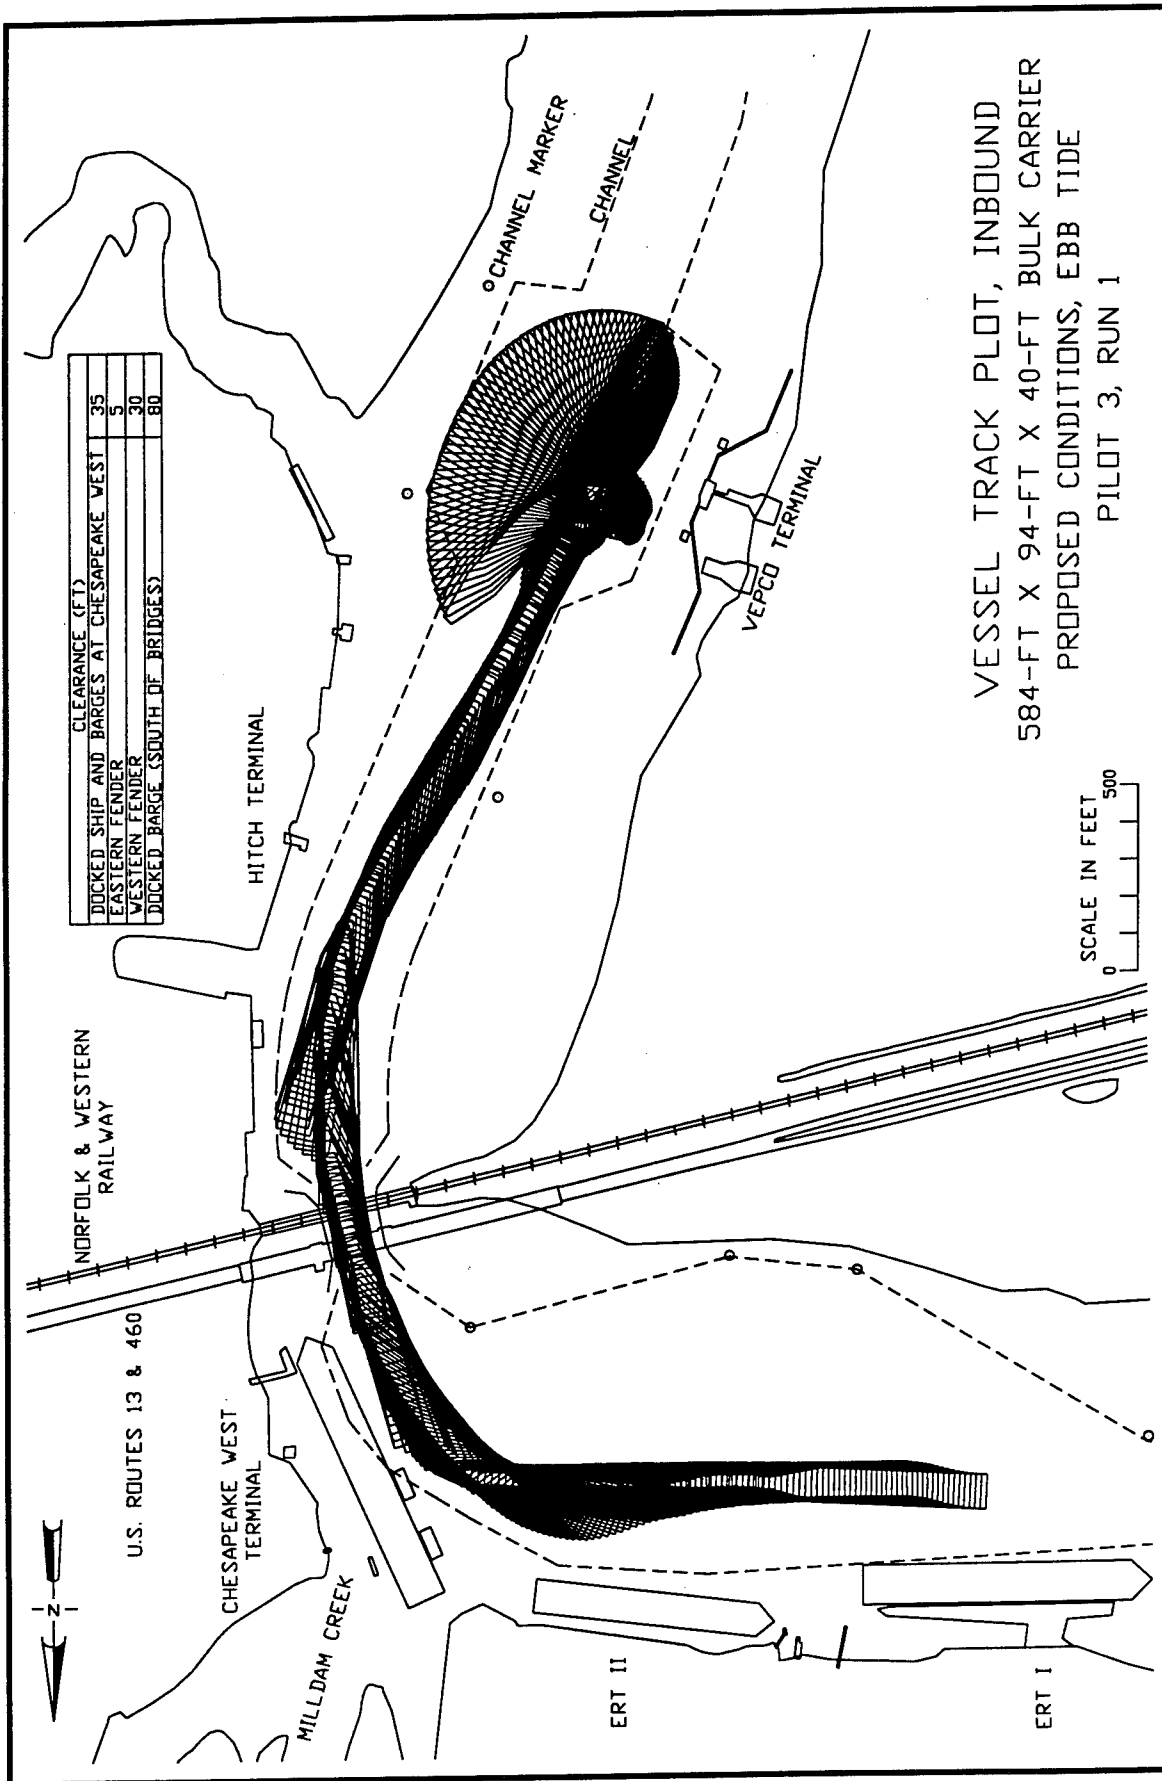 CLEARANCE (FT)
DOCKED SHIP AND BARGES AT CHESAPEAKE WEST 35
EASTERN FENDER 5
WESTERN FENDER 30
DOCKED BARGE (SOUTH OF BRIDGES) 80
N
U.S. ROUTES 13 & 460
NORFOLK & WESTERN
RAILWAY
HITCH TERMINAL
CHESAPEAKE WEST
TERMINAL
MILLDAM CREEK
CHANNEL MARKER
CHANNEL
VEPCO TERMINAL
ERT II
ERT I
SCALE IN FEET
0 500
VESSEL TRACK PLOT, INBOUND
584-FT X 94-FT X 40-FT BULK CARRIER
PROPOSED CONDITIONS, EBB TIDE
PILOT 3, RUN 1